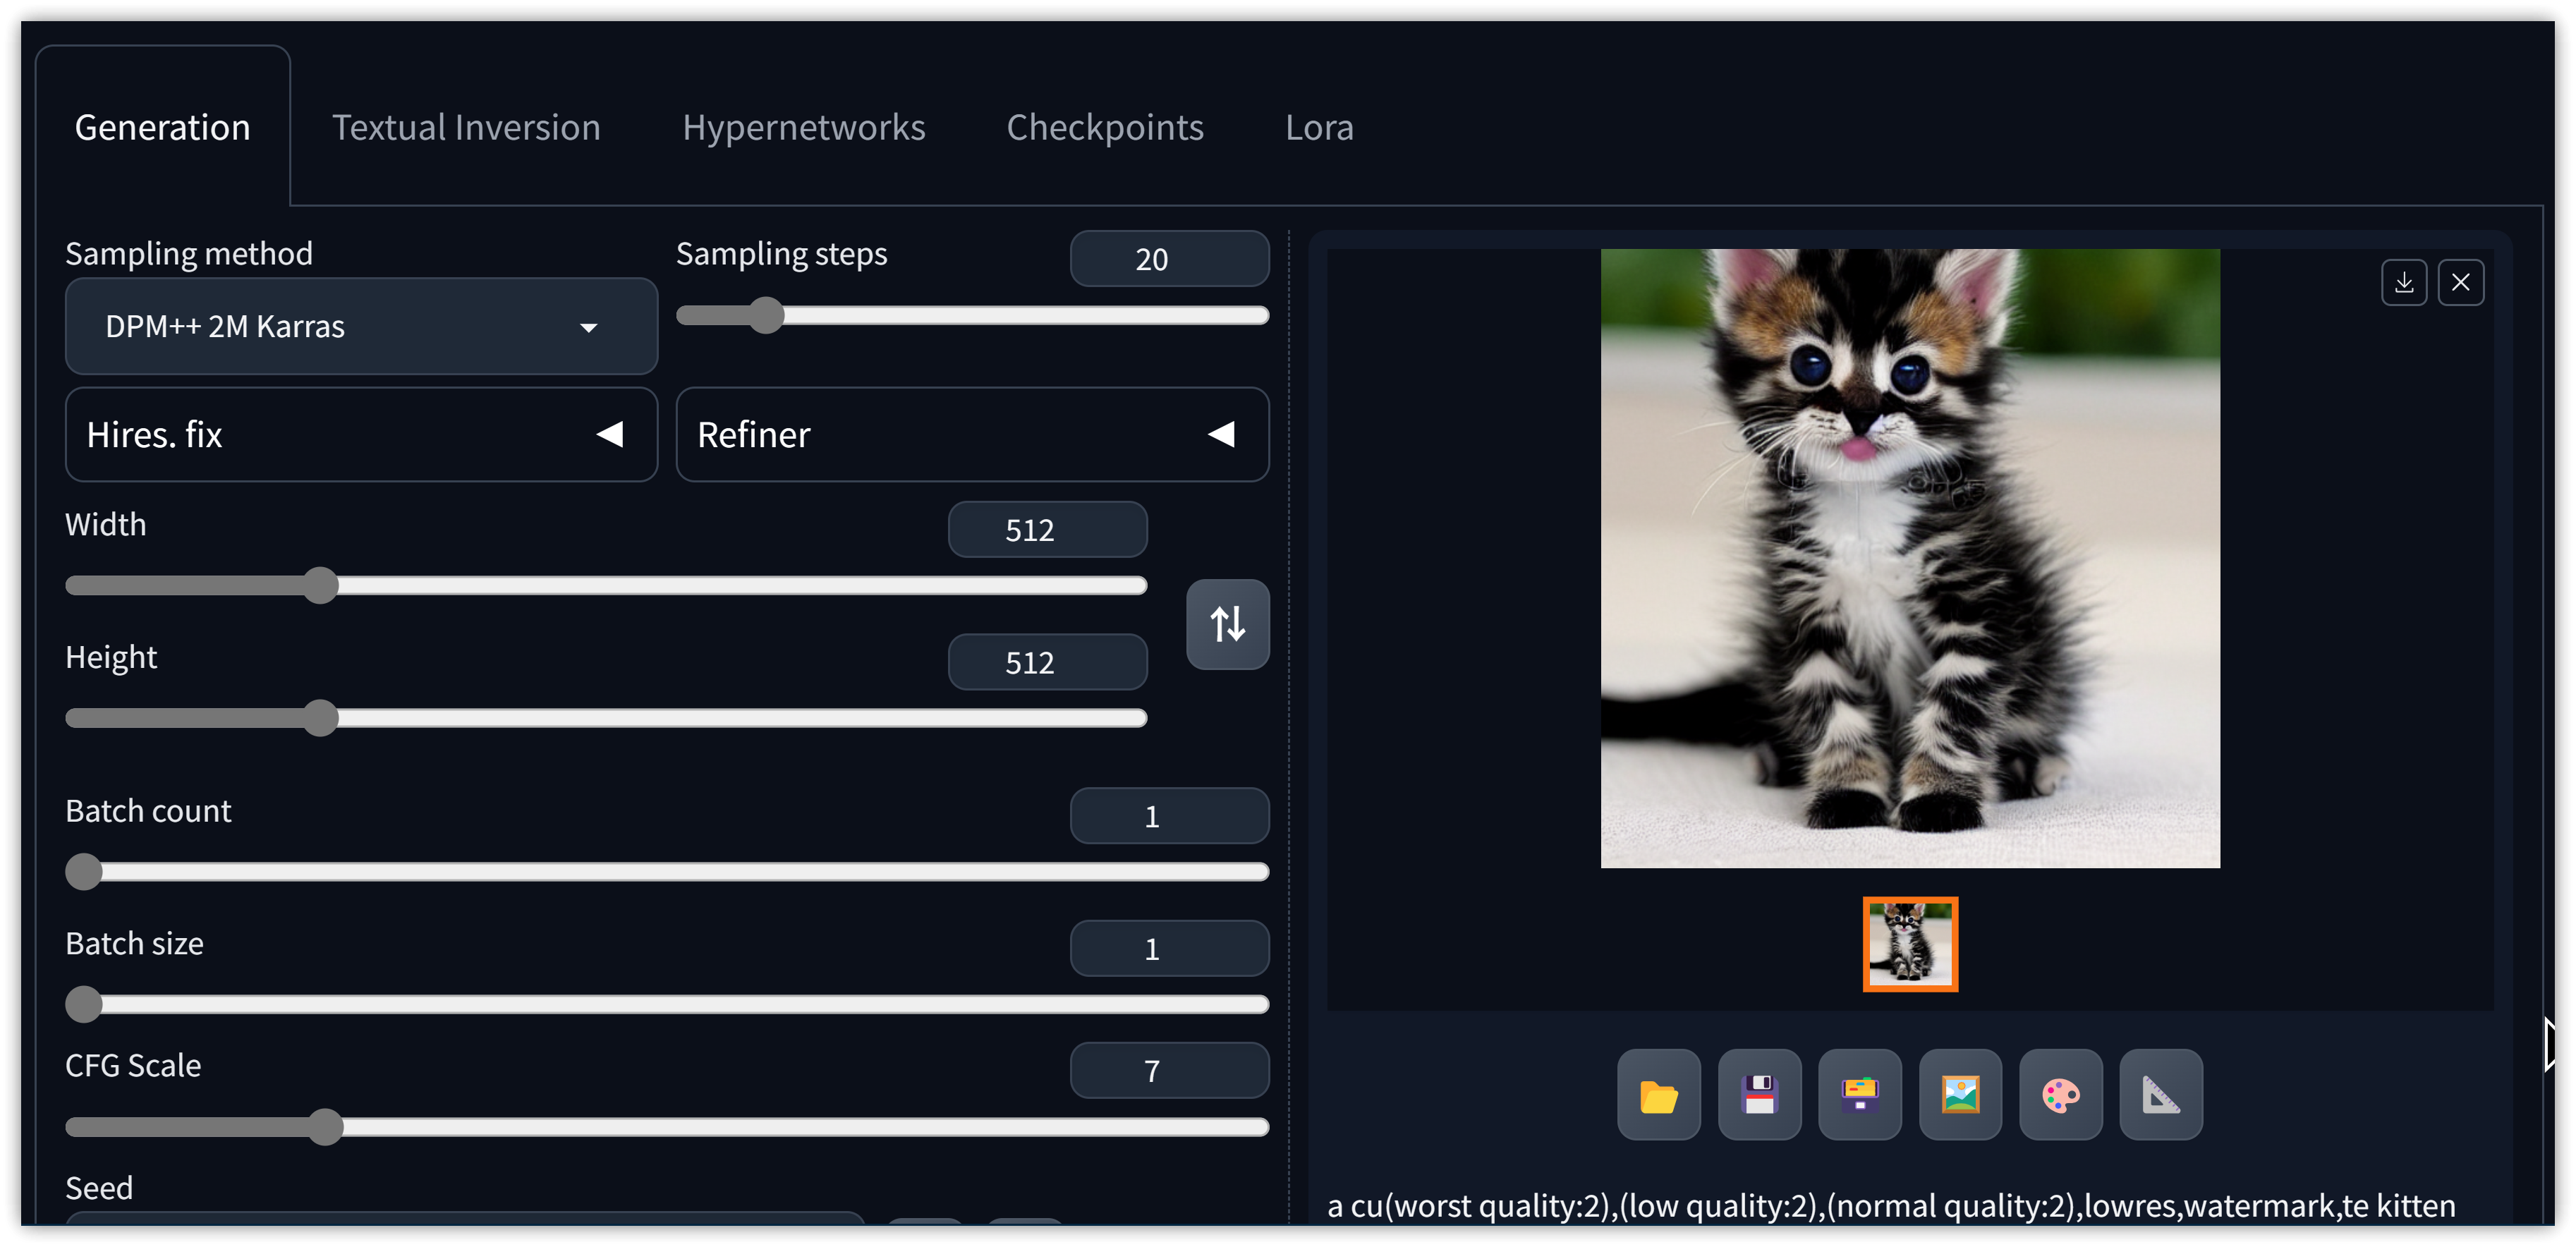 Generation
Textual Inversion
Hypernetworks
Checkpoints
Lora
Sampling method
DPM++ 2M Karras
Sampling steps
20
Hires. fix
Refiner
Width
512
Height
512
Batch count
1
Batch size
1
CFG Scale
7
Seed
a cu(worst quality:2),(low quality:2),(normal quality:2),lowres,watermark,te kitten